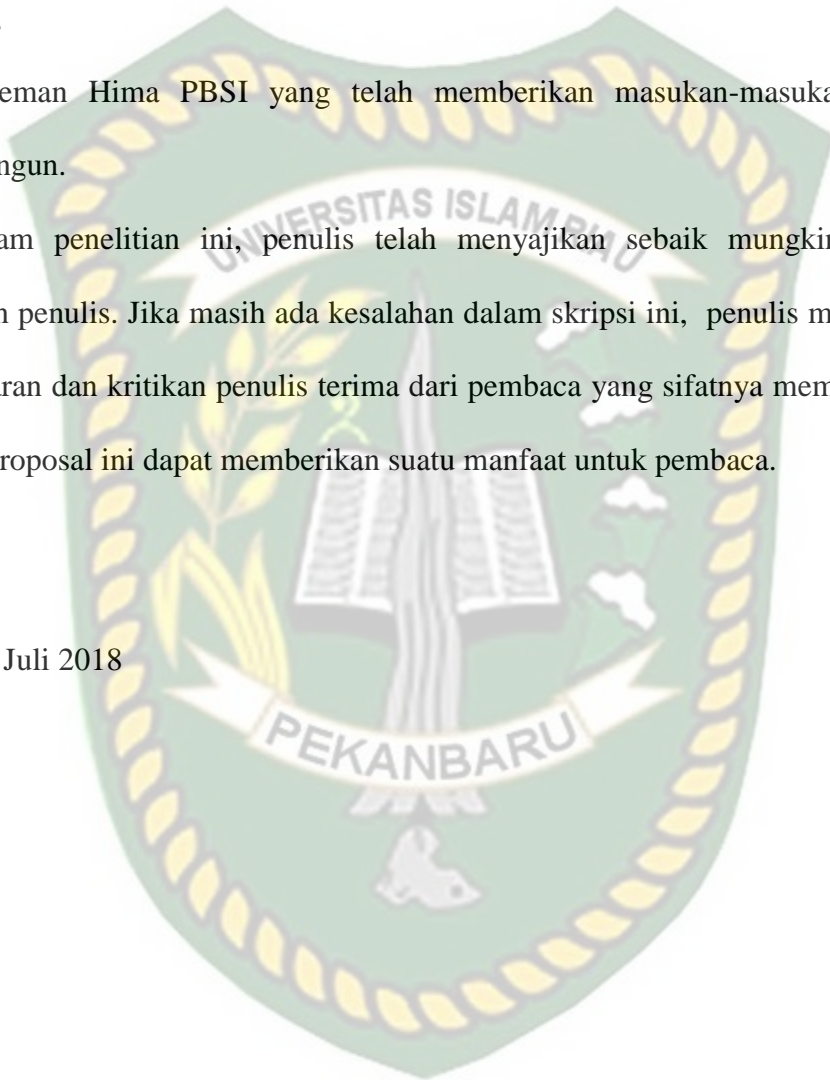 eman Hima PBSI yang telah memberikan masukan-masuka
ngun.
UNIVERSITAS ISLAM RIAU
am penelitian ini, penulis telah menyajikan sebaik mungkin
n penulis. Jika masih ada kesalahan dalam skripsi ini, penulis m
aran dan kritikan penulis terima dari pembaca yang sifatnya mem
roposal ini dapat memberikan suatu manfaat untuk pembaca.
Juli 2018
PEKANBARU